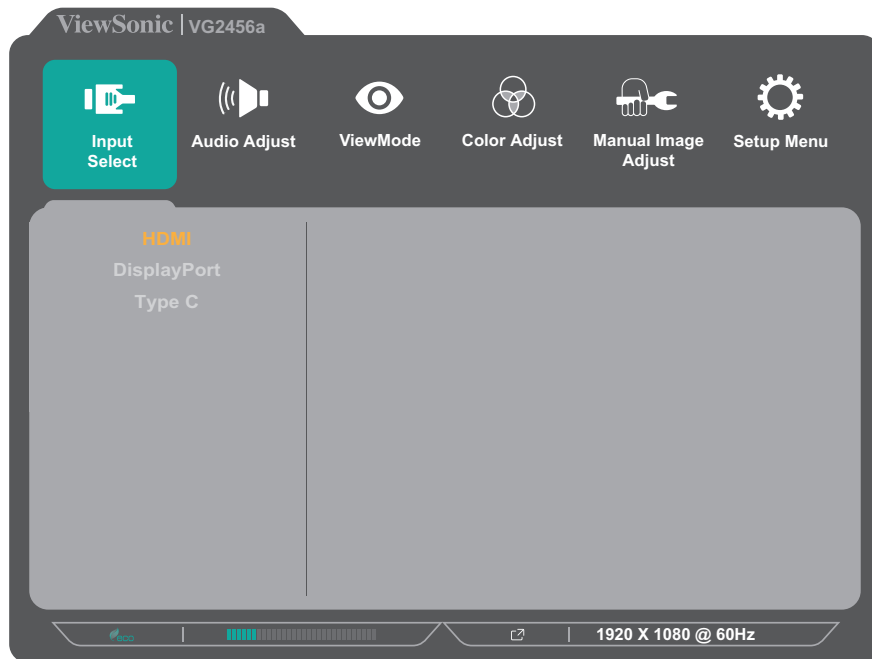 ViewSonic | VG2456a
Input Select
Audio Adjust
ViewMode
Color Adjust
Manual Image Adjust
Setup Menu
HDMI
DisplayPort
Type C
eco
1920 X 1080 @ 60Hz